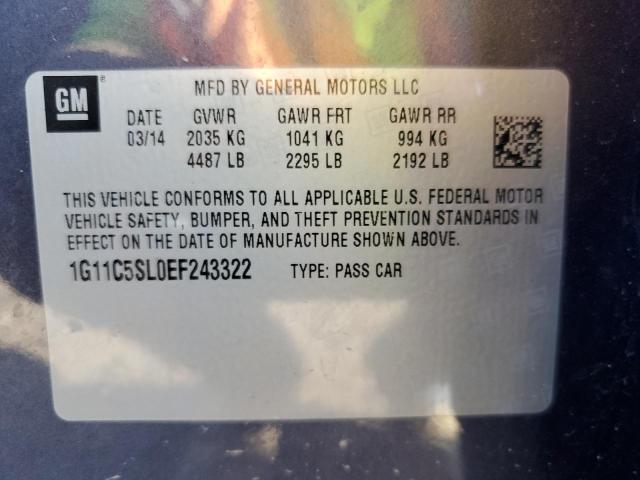 GM
MFD BY GENERAL MOTORS LLC
DATE GVWR GAWR FRT GAWR RR
03/14 2035 KG 1041 KG 994 KG
4487 LB 2295 LB 2192 LB
THIS VEHICLE CONFORMS TO ALL APPLICABLE U.S. FEDERAL MOTOR
VEHICLE SAFETY, BUMPER, AND THEFT PREVENTION STANDARDS IN
EFFECT ON THE DATE OF MANUFACTURE SHOWN ABOVE.
1G11C5SL0EF243322 TYPE: PASS CAR